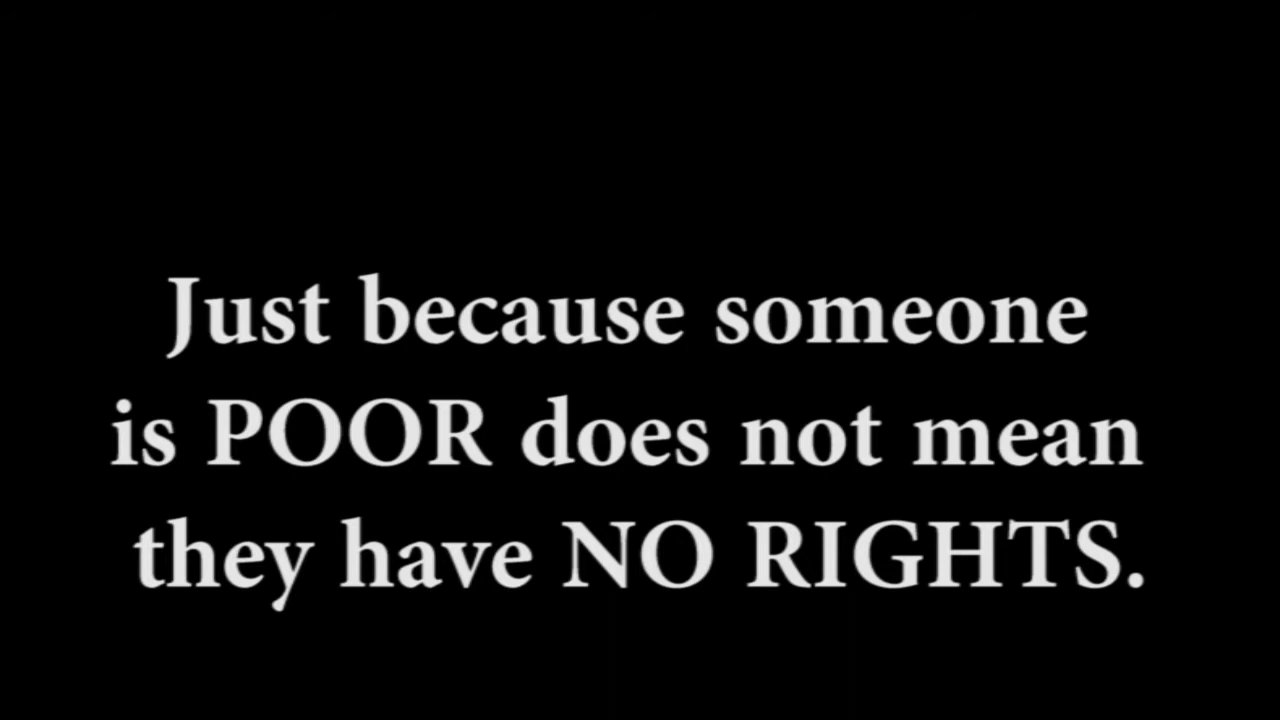 Just because someone
is POOR does not mean
they have NO RIGHTS.